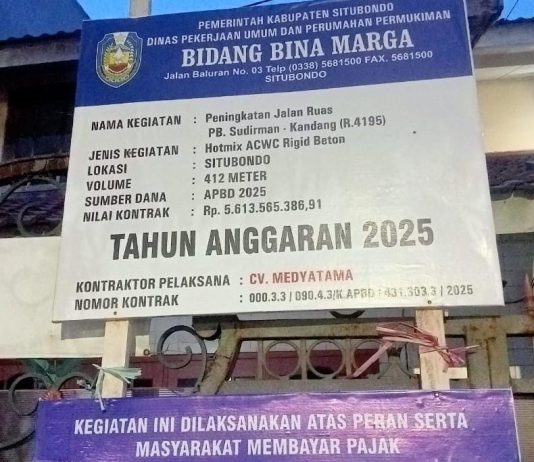 PEMERINTAH KABUPATEN SITUBONDO
DINAS PEKERJAAN UMUM DAN PERUMAHAN PERMUKIMAN
BIDANG BINA MARGA
Jalan Baluran No. 03 Telp (0338) 5681500 FAX. 5681500
SITUBONDO
NAMA KEGIATAN : Peningkatan Jalan Ruas
PB. Sudirman - Kandang (R.4195)
JENIS KEGIATAN : Hotmix ACWC Rigid Beton
LOKASI : SITUBONDO
VOLUME : 412 METER
SUMBER DANA : APBD 2025
NILAI KONTRAK : Rp. 5.613.565.386,91
TAHUN ANGGARAN 2025
KONTRAKTOR PELAKSANA : CV. MEDYATAMA
NOMOR KONTRAK : 000.3.3 / 090.4.3/K.APBD / 431.303.3 / 2025
KEGIATAN INI DILAKSANAKAN ATAS PERAN SERTA
MASYARAKAT MEMBAYAR PAJAK